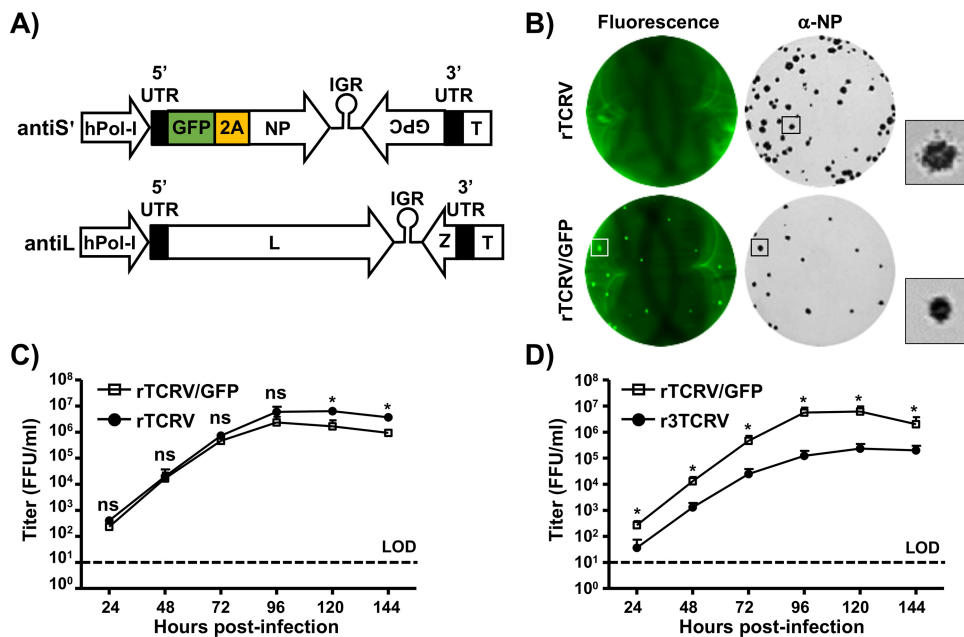 A)
5’
UTR
IGR
3’
UTR
antiS'
hPol-I
GFP
2A
NP
GPC
T
5’
UTR
IGR
3’
UTR
antiL
hPol-I
L
Z
T
B)
Fluorescence
α-NP
rTCRV
rTCRV/GFP
C)
Titer (FFU/ml)
10⁸
10⁷
10⁶
10⁵
10⁴
10³
10²
10¹
10⁰
rTCRV/GFP
rTCRV
ns
ns
ns
ns
*
*
LOD
24 48 72 96 120 144
Hours post-infection
D)
Titer (FFU/ml)
10⁸
10⁷
10⁶
10⁵
10⁴
10³
10²
10¹
10⁰
rTCRV/GFP
r3TCRV
*
*
*
*
*
*
LOD
24 48 72 96 120 144
Hours post-infection